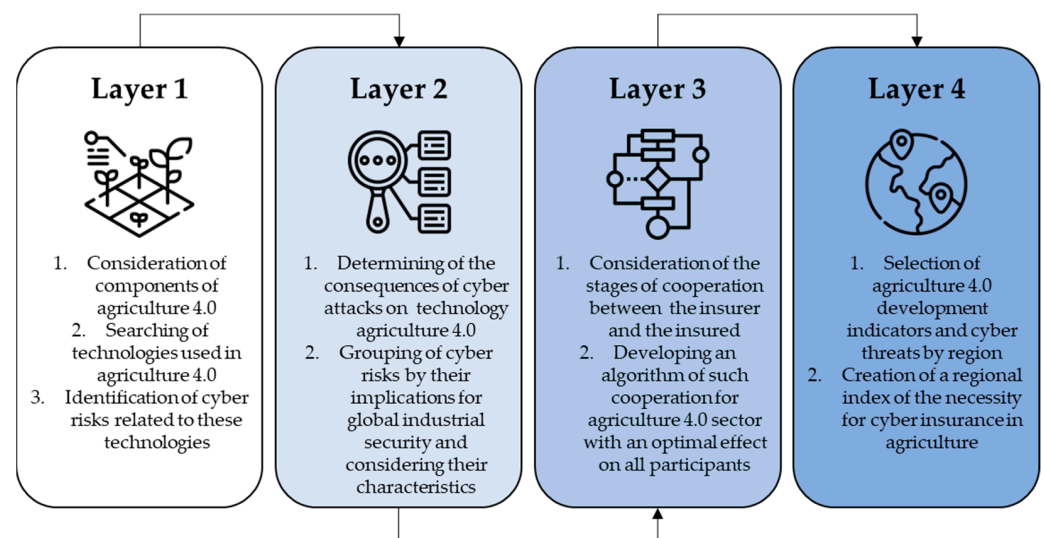 Layer 1
1. Consideration of
components of
agriculture 4.0
2. Searching of
technologies used in
agriculture 4.0
3. Identification of cyber
risks related to these
technologies
Layer 2
1. Determining of the
consequences of cyber
attacks on technology
agriculture 4.0
2. Grouping of cyber
risks by their
implications for
global industrial
security and
considering their
characteristics
Layer 3
1. Consideration of the
stages of cooperation
between the insurer
and the insured
2. Developing an
algorithm of such
cooperation for
agriculture 4.0 sector
with an optimal effect
on all participants
Layer 4
1. Selection of
agriculture 4.0
development
indicators and cyber
threats by region
2. Creation of a regional
index of the necessity
for cyber insurance in
agriculture